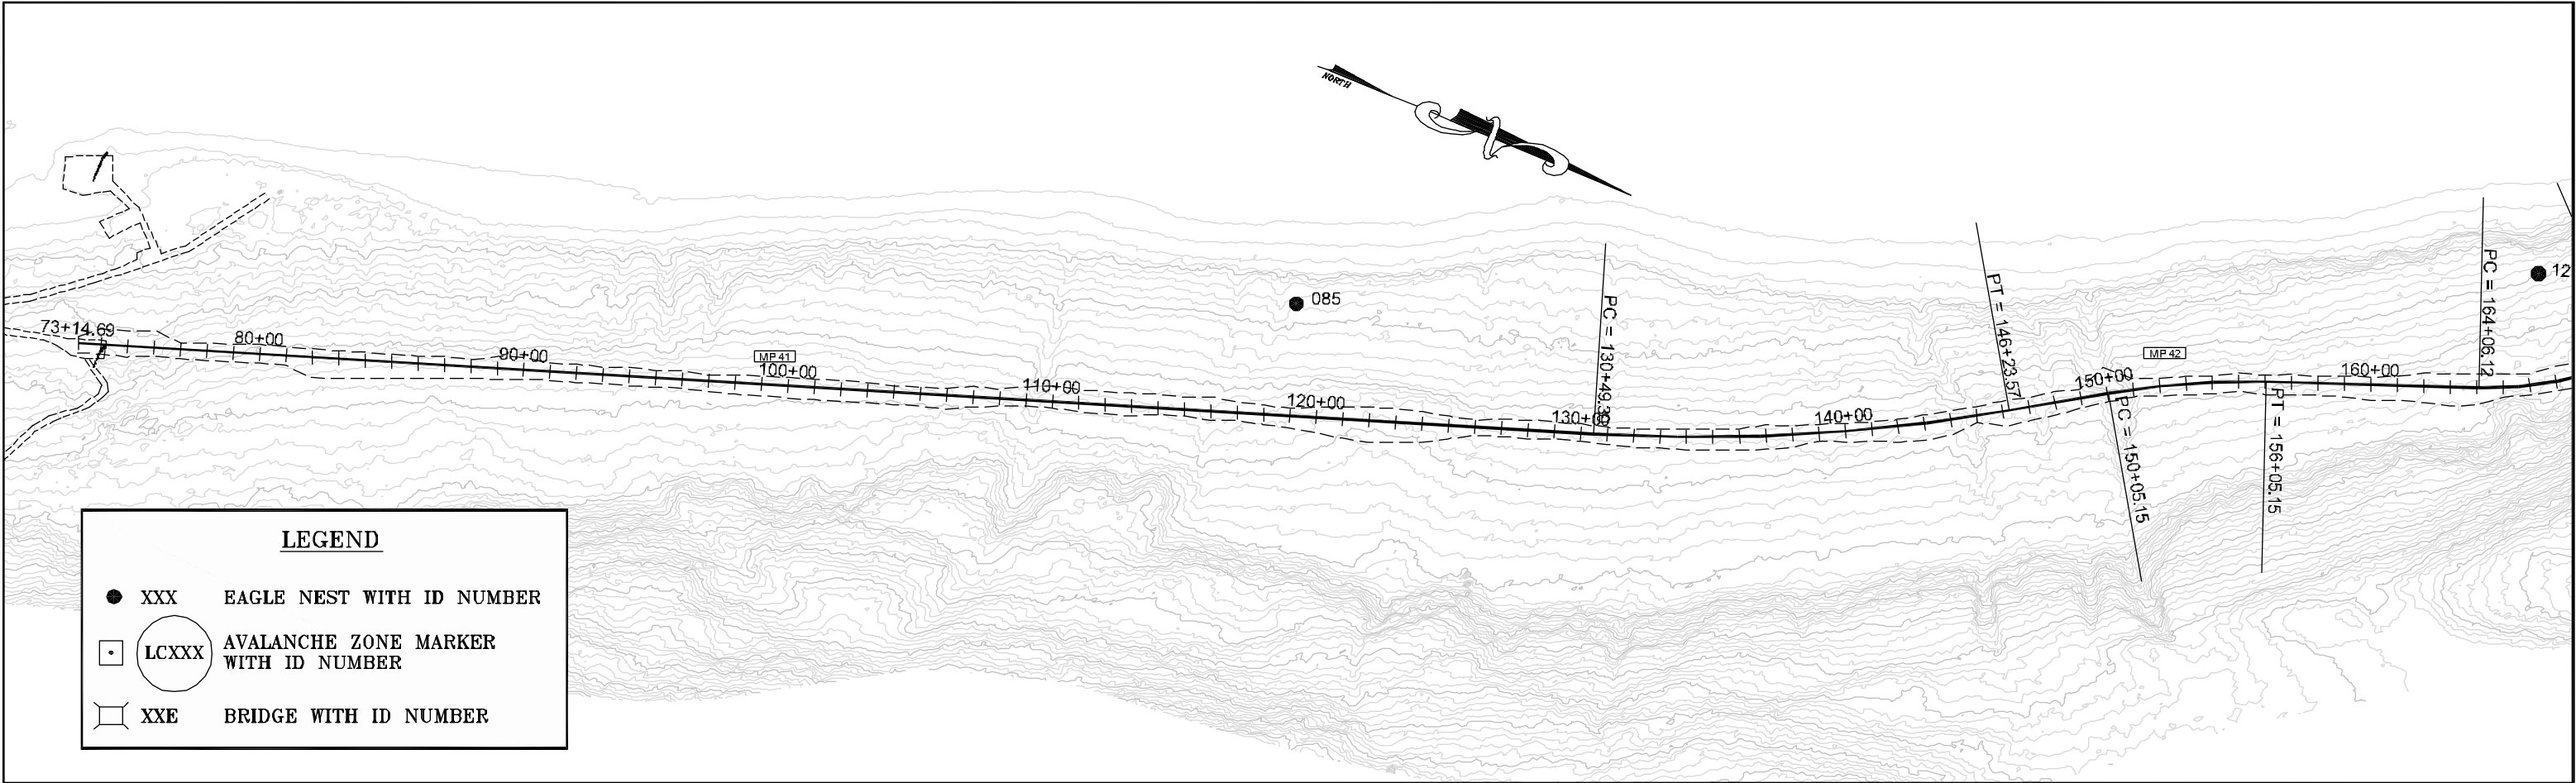 NORTH
085
12
73+14.69
80+00
90+00
MP 41
100+00
110+00
120+00
130+00
PC = 130+49.39
140+00
PT = 146+23.57
150+00
PC = 150+05.15
MP 42
PT = 156+05.15
160+00
PC = 164+06.12
LEGEND
XXX EAGLE NEST WITH ID NUMBER
LCXXX AVALANCHE ZONE MARKER
WITH ID NUMBER
XXE BRIDGE WITH ID NUMBER